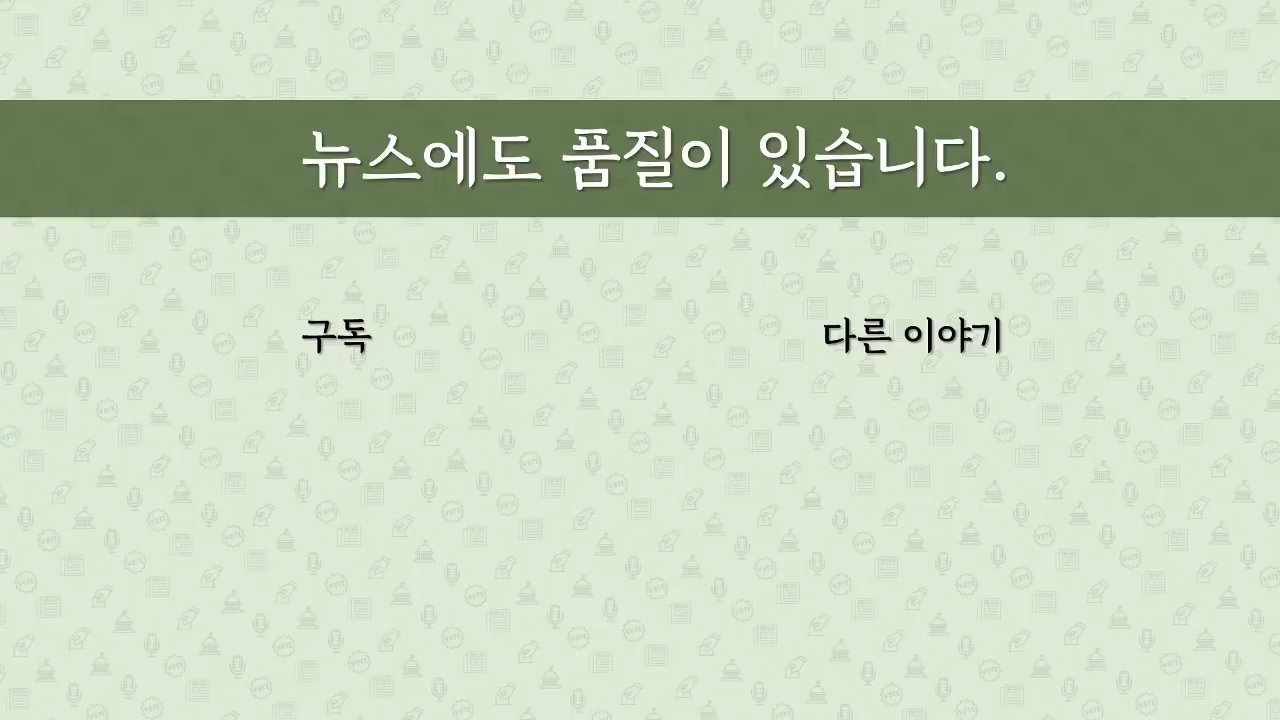 뉴스에도 품질이 있습니다.
구독
다른 이야기